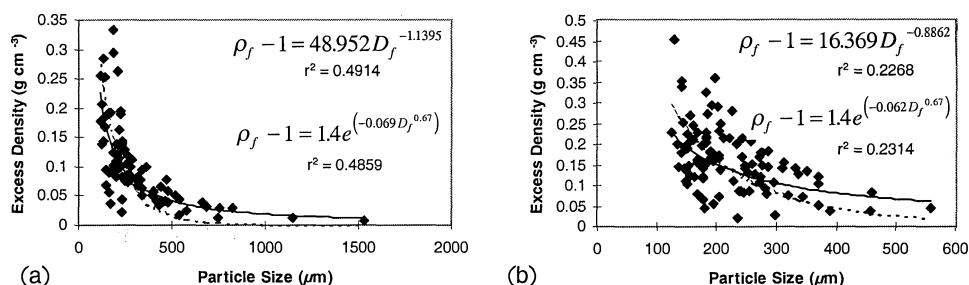 0.35
0.3
0.25
0.2
0.15
0.1
0.05
0
Excess Density (g cm ⁻³)
ρ_f − 1 = 48.952 D_f^−1.1395
r² = 0.4914
ρ_f − 1 = 1.4e^(−0.069 D_f^0.67)
r² = 0.4859
0 500 1000 1500 2000
Particle Size (μm)
(a)
0.5
0.45
0.4
0.35
0.3
0.25
0.2
0.15
0.1
0.05
0
Excess Density (g cm ⁻³)
ρ_f − 1 = 16.369 D_f^−0.8862
r² = 0.2268
ρ_f − 1 = 1.4e^(−0.062 D_f^0.67)
r² = 0.2314
0 100 200 300 400 500 600
Particle Size (μm)
(b)